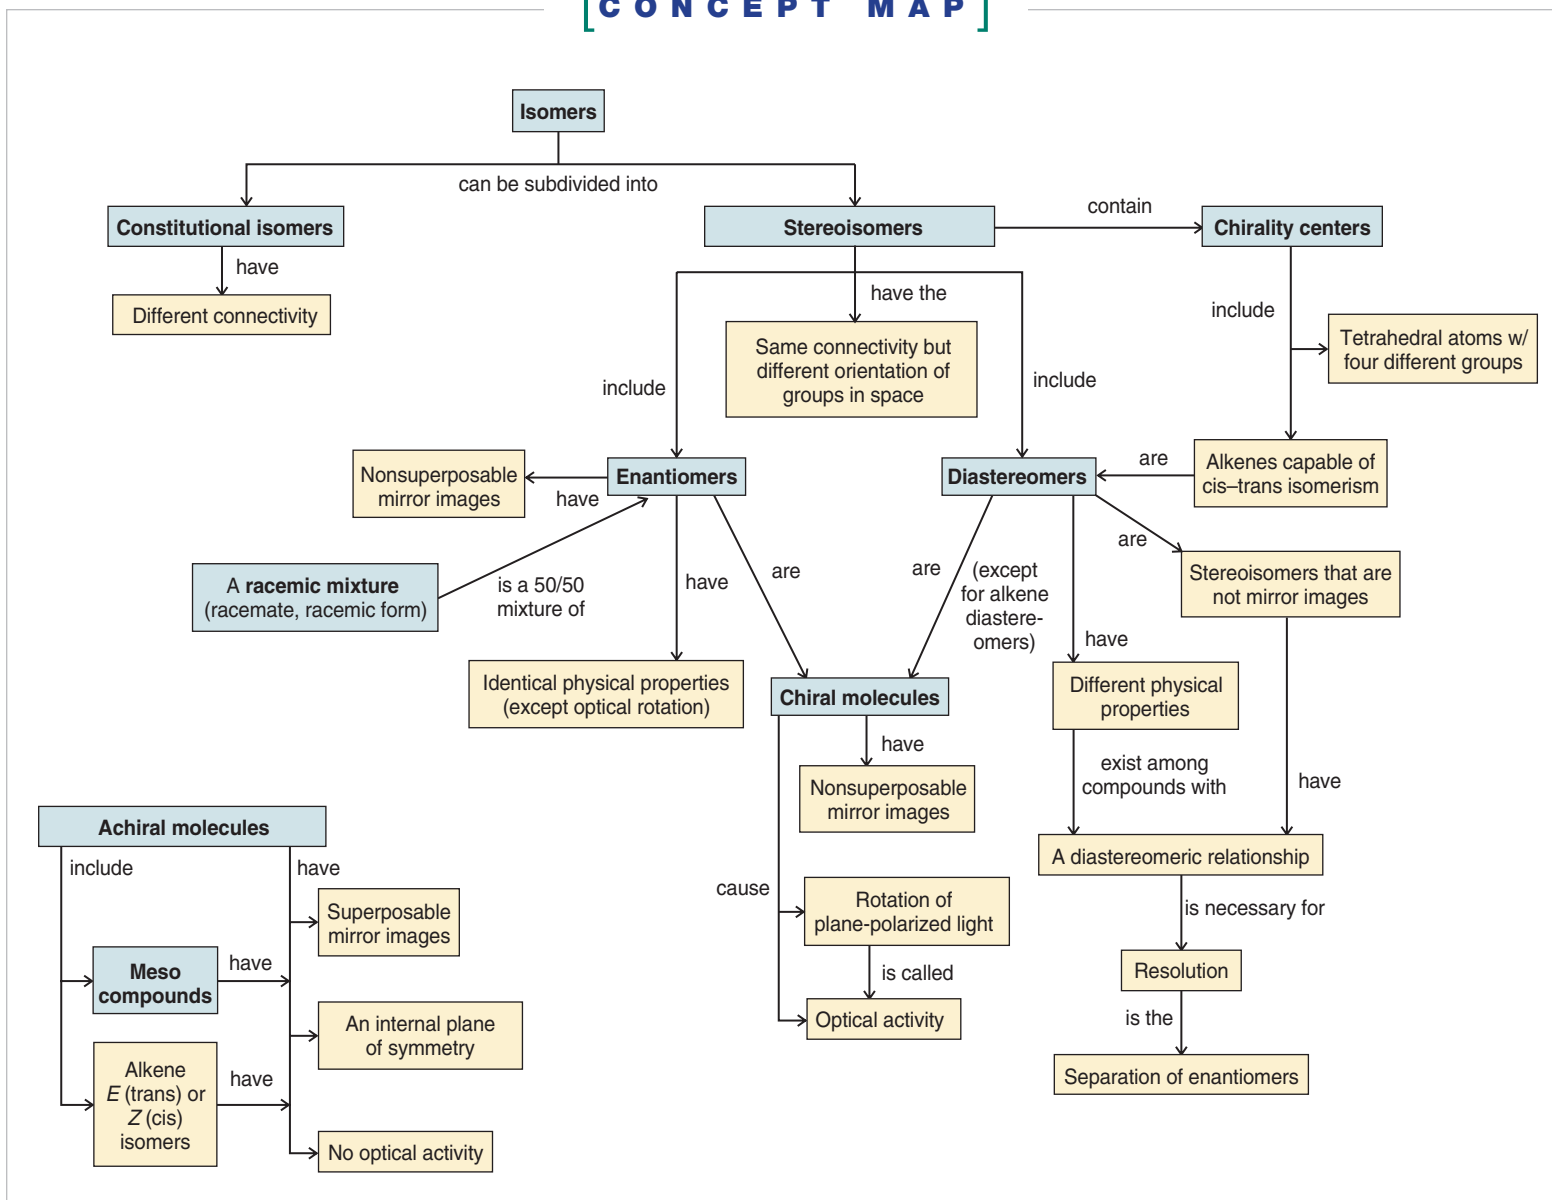 [CONCEPT MAP]
Isomers
can be subdivided into
Constitutional isomers
have
Different connectivity
Stereoisomers
contain
Chirality centers
have the
Same connectivity but
different orientation of
groups in space
include
include
include
Tetrahedral atoms w/
four different groups
Nonsuperposable
mirror images
have
Enantiomers
Diastereomers
are
Alkenes capable of
cis–trans isomerism
A racemic mixture
(racemate, racemic form)
is a 50/50
mixture of
have
are
are
(except
for alkene
diastere-
omers)
are
Stereoisomers that are
not mirror images
have
Identical physical properties
(except optical rotation)
Chiral molecules
Different physical
properties
have
Nonsuperposable
mirror images
exist among
compounds with
have
A diastereomeric relationship
cause
Rotation of
plane-polarized light
is called
Optical activity
is necessary for
Resolution
is the
Separation of enantiomers
Achiral molecules
include
have
Superposable
mirror images
Meso
compounds
have
An internal plane
of symmetry
Alkene
E (trans) or
Z (cis)
isomers
have
No optical activity